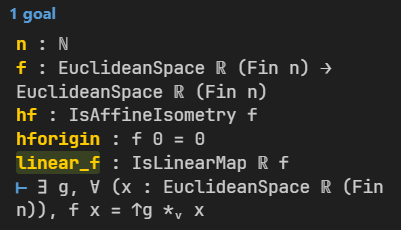 1 goal
n : ℕ
f : EuclideanSpace ℝ (Fin n) →
EuclideanSpace ℝ (Fin n)
hf : IsAffineIsometry f
hforigin : f 0 = 0
linear_f : IsLinearMap ℝ f
⊢ ∃ g, ∀ (x : EuclideanSpace ℝ (Fin
n)), f x = ↑g *ᵥ x